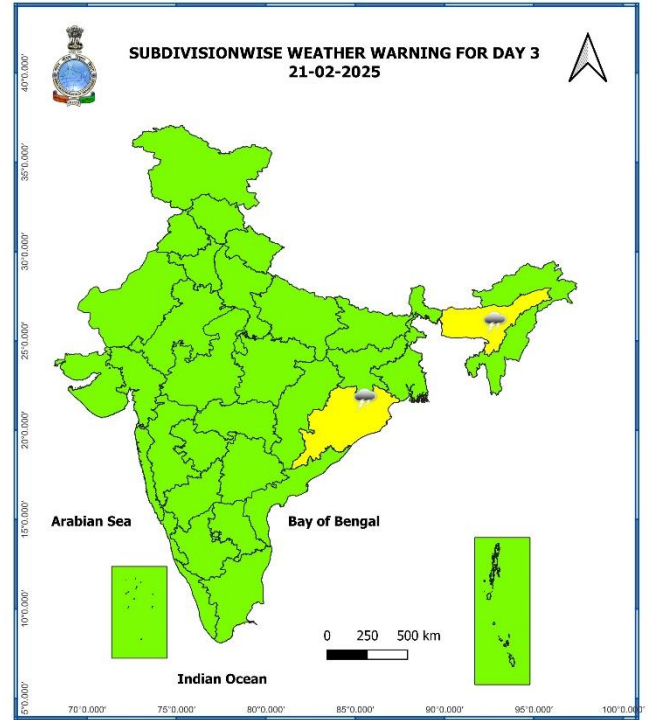 SUBDIVISIONWISE WEATHER WARNING FOR DAY 3
21-02-2025
40°0.000'
35°0.000'
30°0.000'
25°0.000'
20°0.000'
15°0.000'
10°0.000'
5°0.000'
Arabian Sea
Bay of Bengal
0 250 500 km
Indian Ocean
70°0.000' 75°0.000' 80°0.000' 85°0.000' 90°0.000' 95°0.000' 100°0.000'